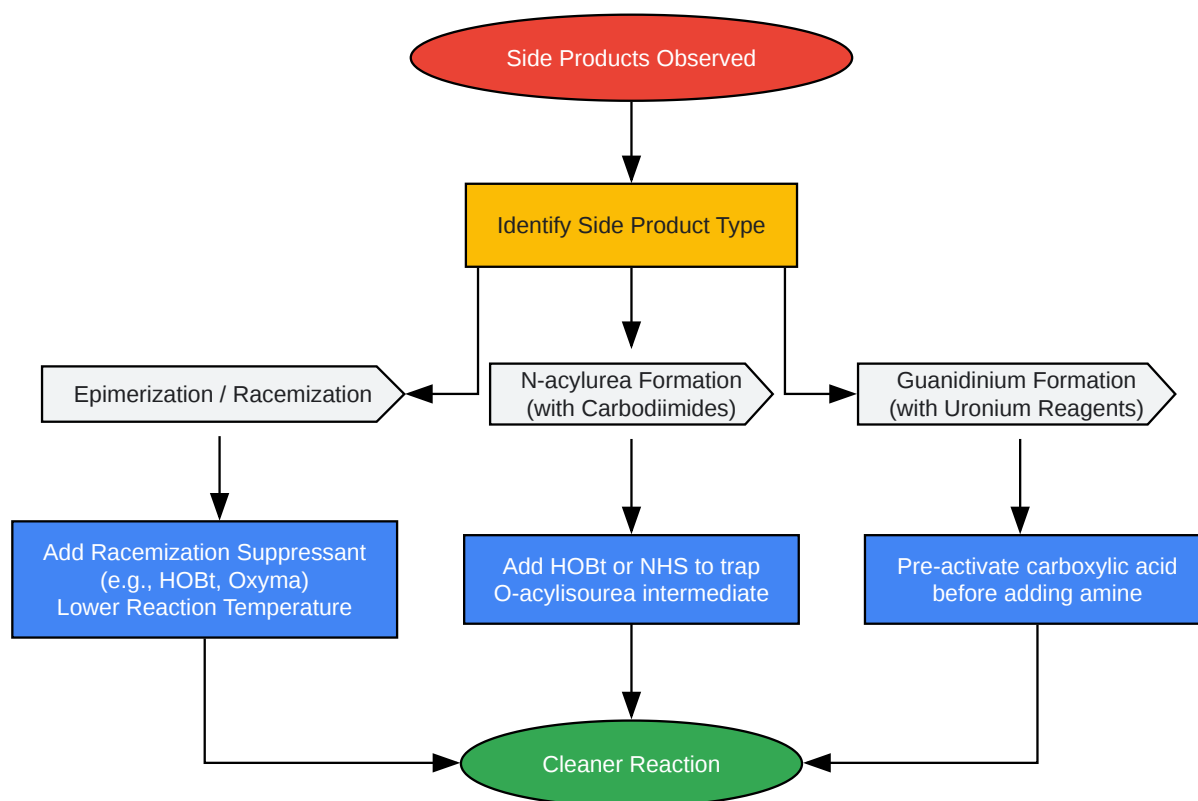 Side Products Observed
Identify Side Product Type
Epimerization / Racemization
N-acylurea Formation
(with Carbodiimides)
Guanidinium Formation
(with Uronium Reagents)
Add Racemization Suppressant
(e.g., HOBt, Oxyma)
Lower Reaction Temperature
Add HOBt or NHS to trap
O-acylisourea intermediate
Pre-activate carboxylic acid
before adding amine
Cleaner Reaction